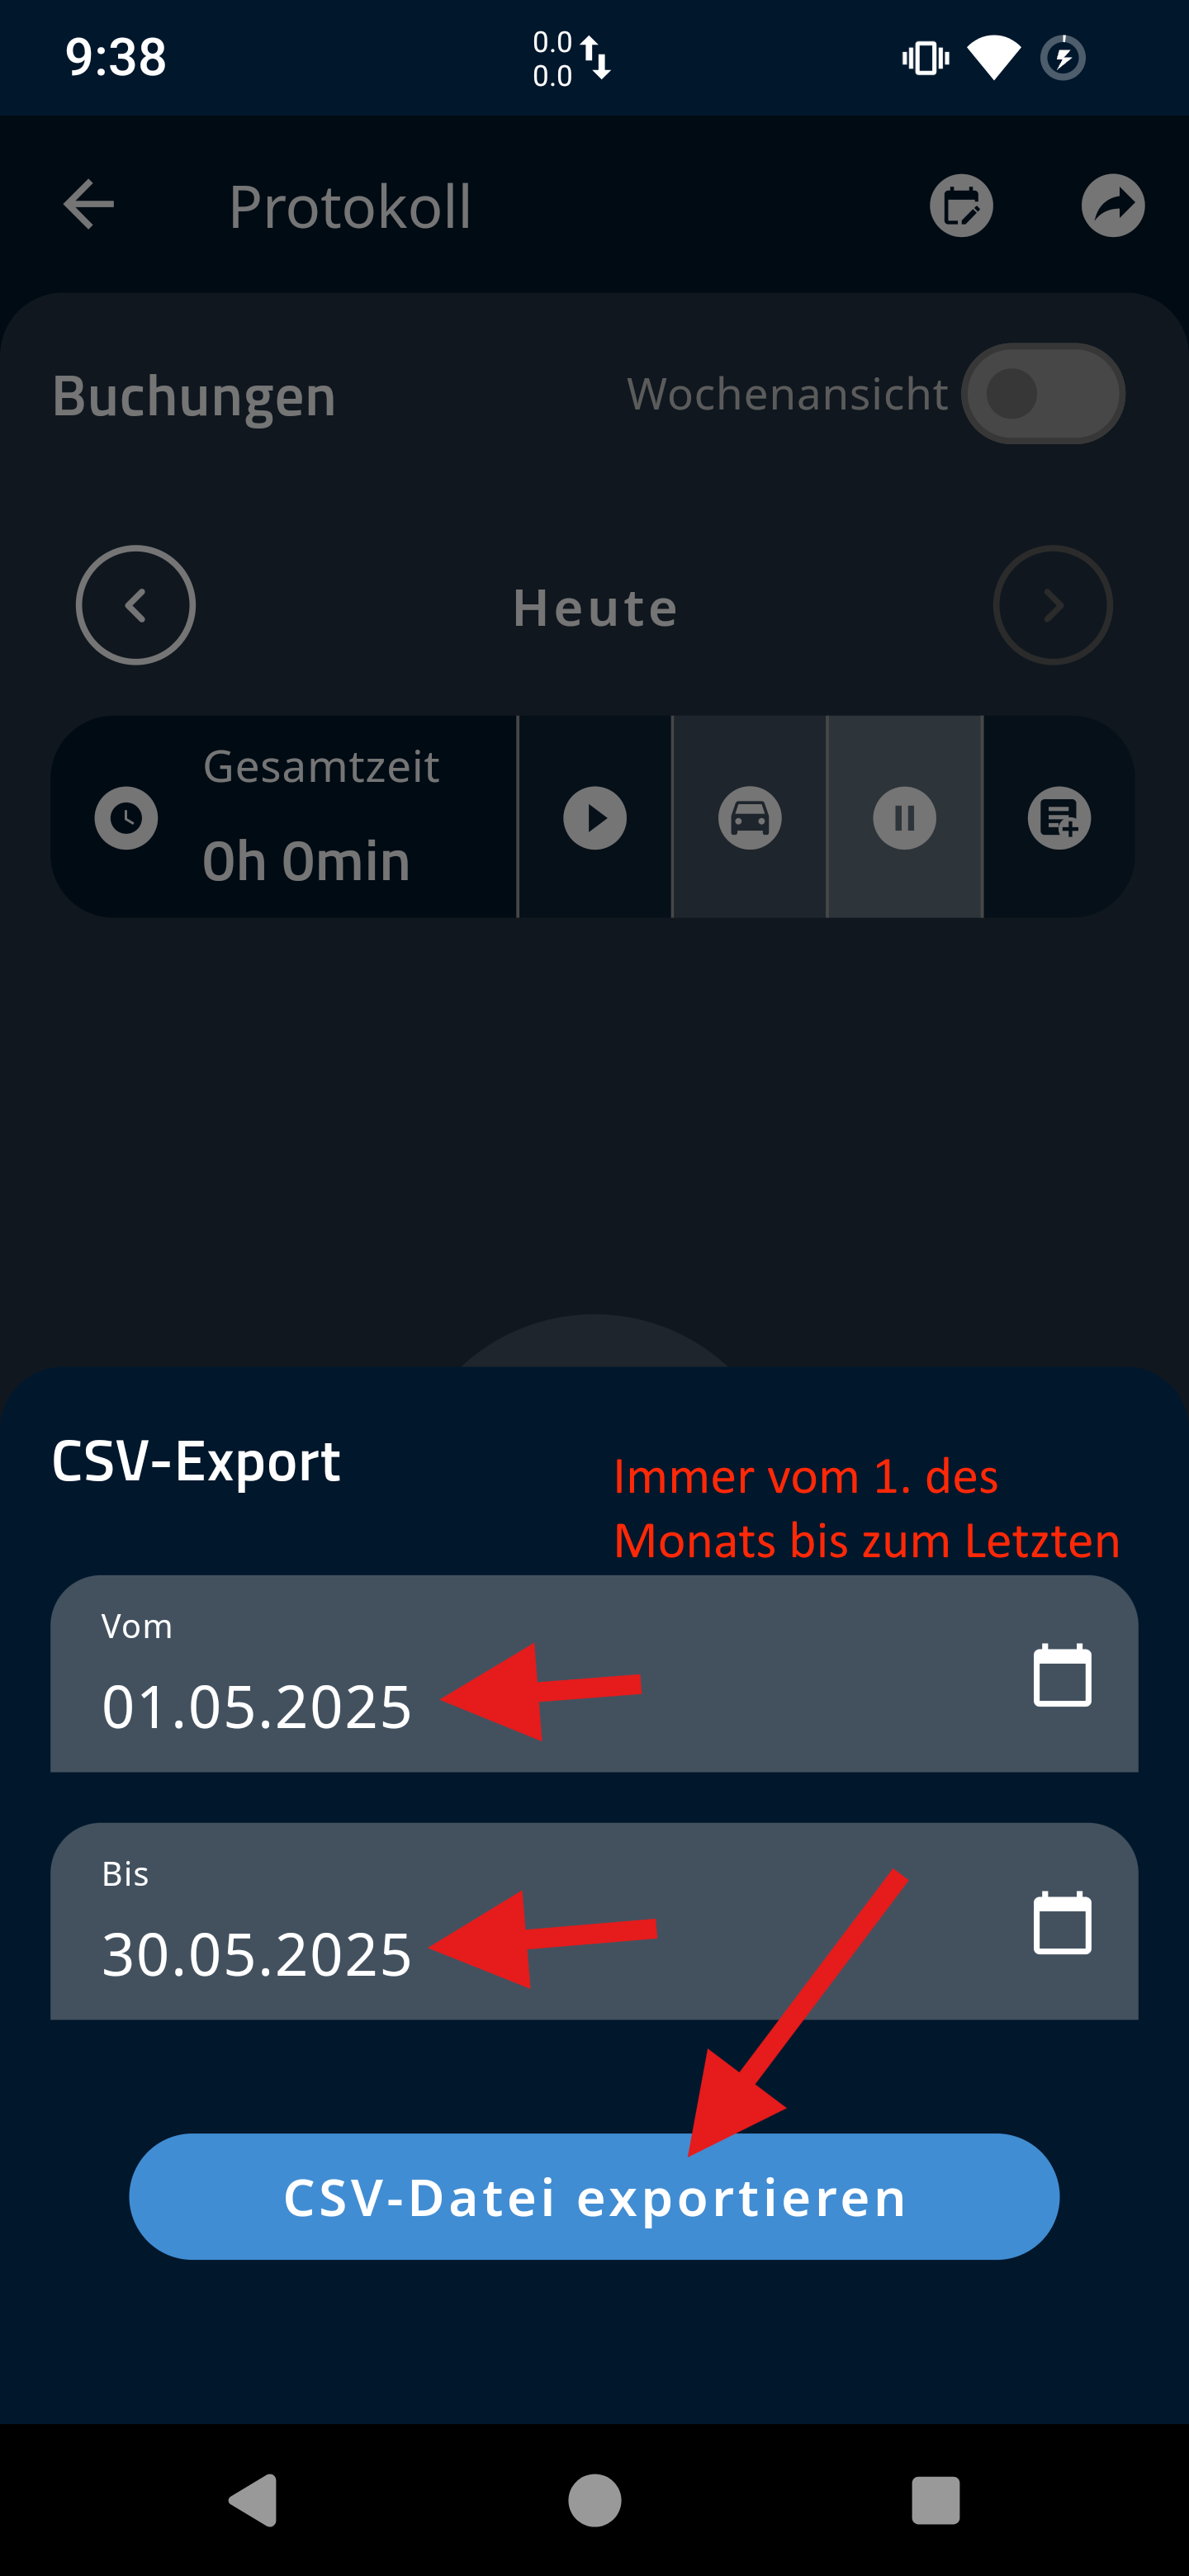 9:38
0.0
0.0
Protokoll
Buchungen
Wochenansicht
Heute
Gesamtzeit
0h 0min
CSV-Export
Immer vom 1. des
Monats bis zum Letzten
Vom
01.05.2025
Bis
30.05.2025
CSV-Datei exportieren